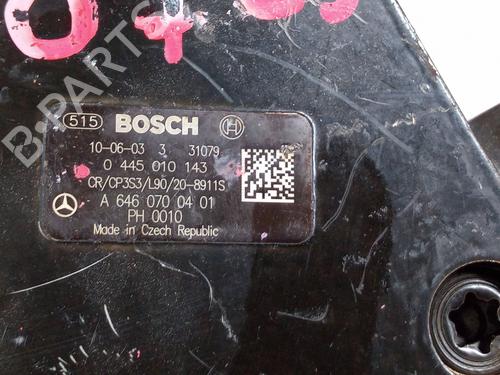 515 BOSCH
10-06-03 3 31079
0 445 010 143
CR/CP3S3/L90/20-8911S
A 646 070 04 01
PH 0010
Made in Czech Republic
B-PARTS